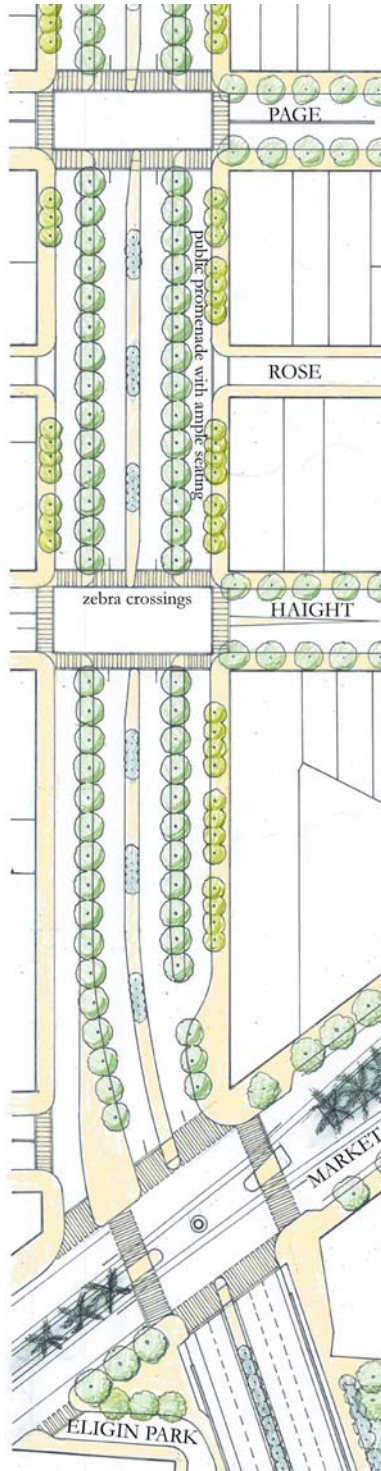 PAGE
public promenade with ample seating
ROSE
zebra crossings
HAIGHT
MARKET
ELIGIN PARK